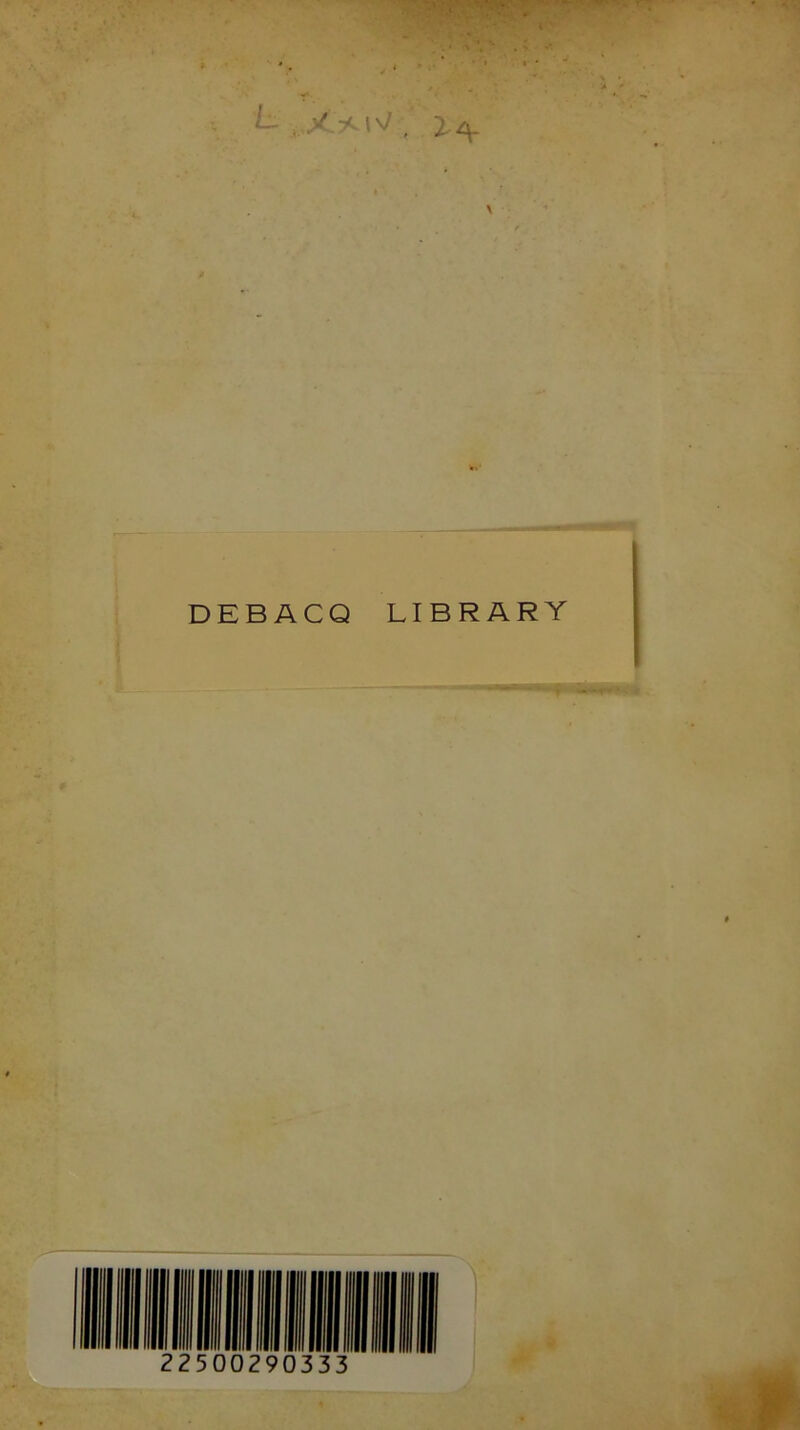 L. XXIV. 24
DEBACQ LIBRARY
22500290333